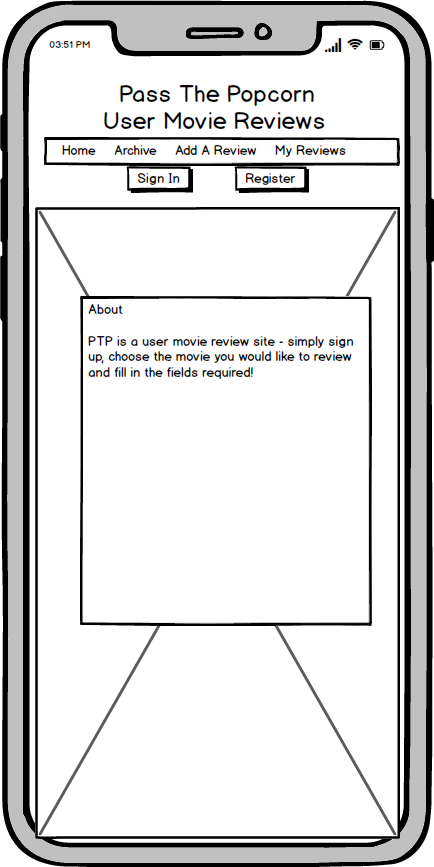 03:51 PM
Pass The Popcorn
User Movie Reviews
Home Archive Add A Review My Reviews
Sign In Register
About
PTP is a user movie review site - simply sign
up, choose the movie you would like to review
and fill in the fields required!